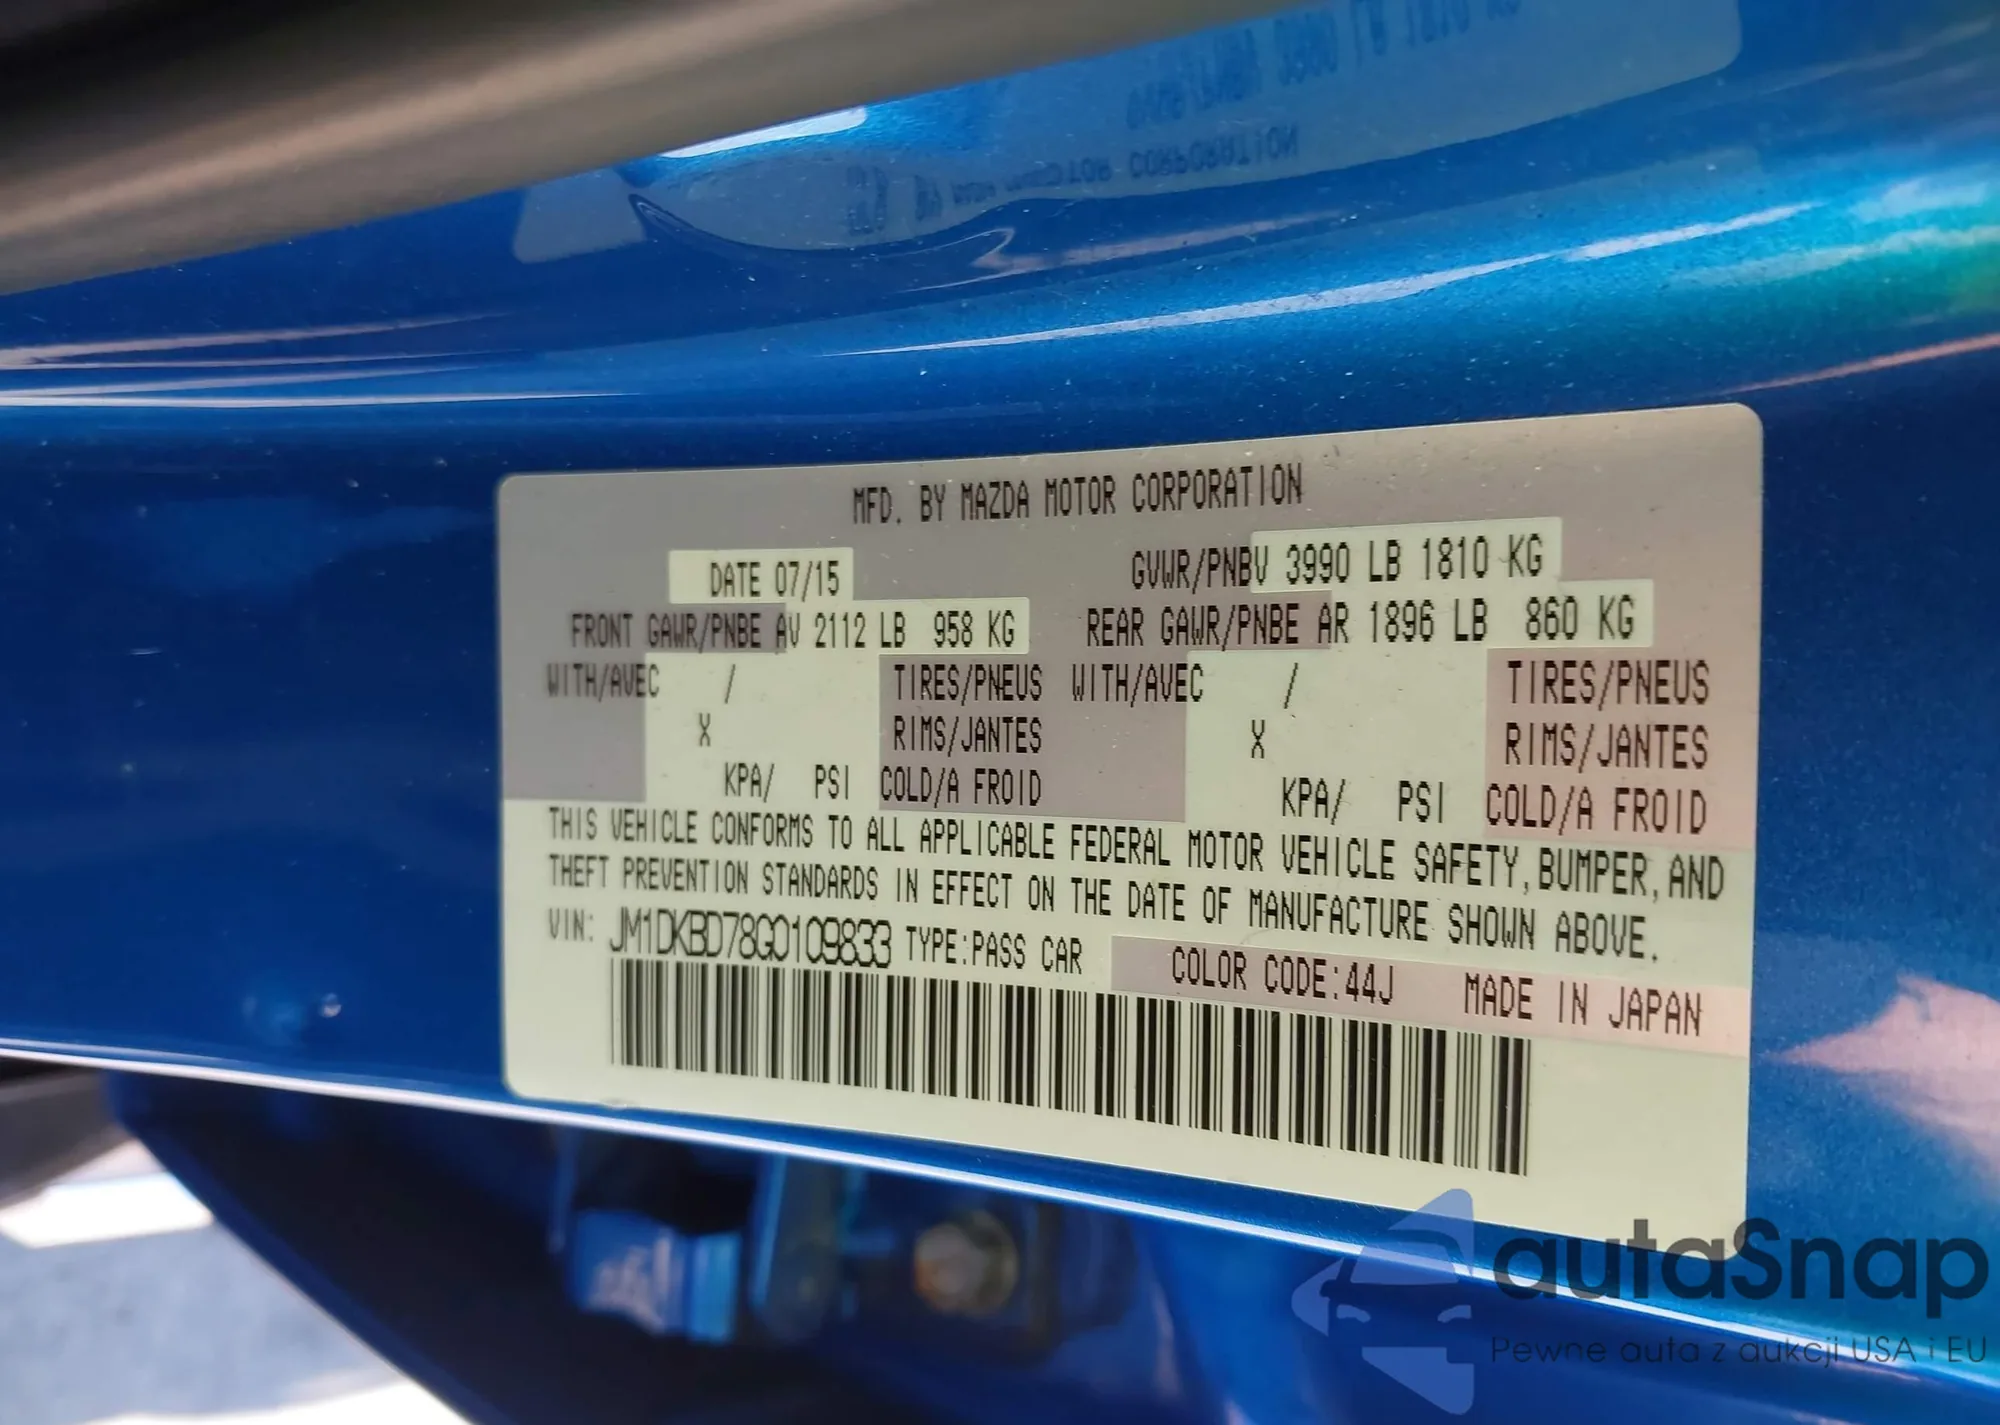 MFD. BY MAZDA MOTOR CORPORATION
DATE 07/15 GVWR/PNBV 3990 LB 1810 KG
FRONT GAWR/PNBE AV 2112 LB 958 KG REAR GAWR/PNBE AR 1896 LB 860 KG
WITH/AVEC / TIRES/PNEUS WITH/AVEC / TIRES/PNEUS
X RIMS/JANTES X RIMS/JANTES
KPA/ PSI COLD/A FROID KPA/ PSI COLD/A FROID
THIS VEHICLE CONFORMS TO ALL APPLICABLE FEDERAL MOTOR VEHICLE SAFETY, BUMPER, AND
THEFT PREVENTION STANDARDS IN EFFECT ON THE DATE OF MANUFACTURE SHOWN ABOVE.
VIN: JM1DKBD78G0109833 TYPE:PASS CAR COLOR CODE:44J MADE IN JAPAN
autaSnap
Pewne auta z aukcji USA i EU